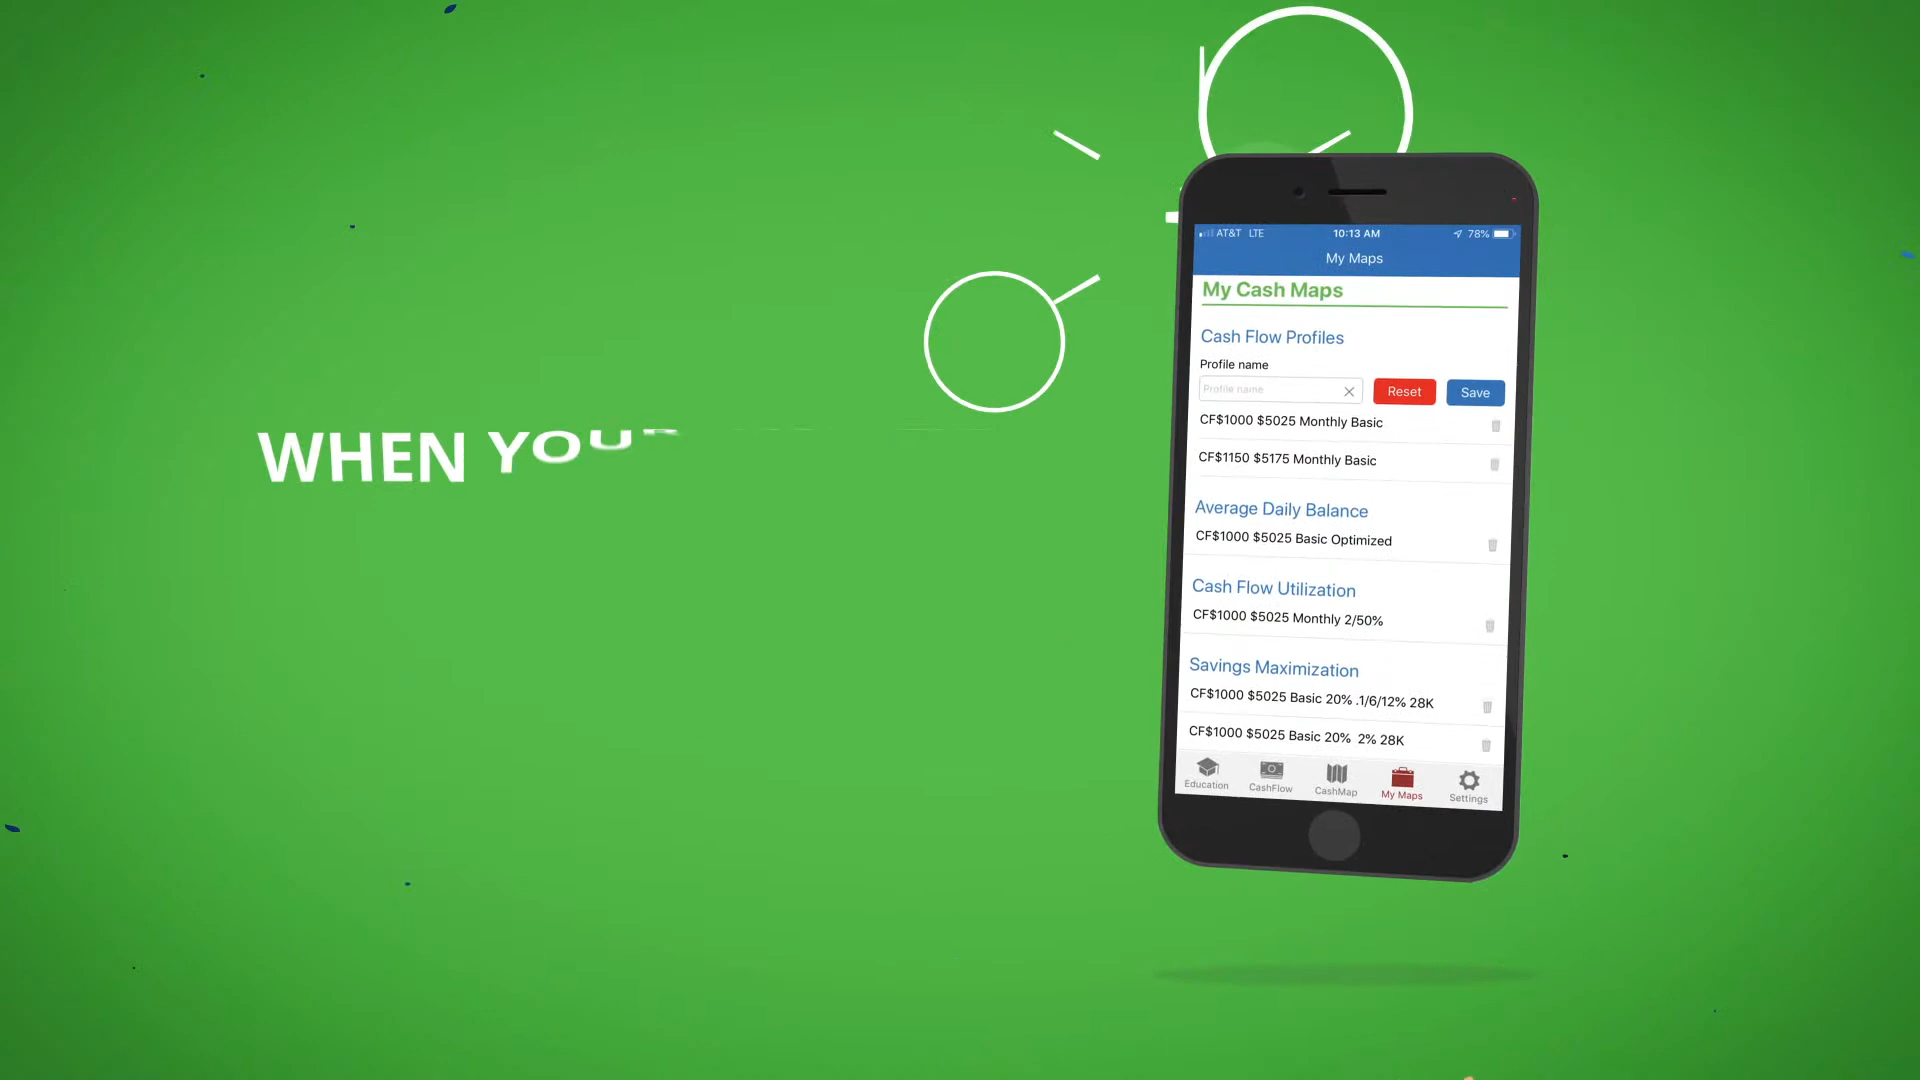 WHEN YOU
AT&T LTE 10:13 AM 78%
My Maps
My Cash Maps
Cash Flow Profiles
Profile name
Profile name Reset Save
CF$1000 $5025 Monthly Basic
CF$1150 $5175 Monthly Basic
Average Daily Balance
CF$1000 $5025 Basic Optimized
Cash Flow Utilization
CF$1000 $5025 Monthly 2/50%
Savings Maximization
CF$1000 $5025 Basic 20% .1/6/12% 28K
CF$1000 $5025 Basic 20% 2% 28K
Education CashFlow CashMap My Maps Settings